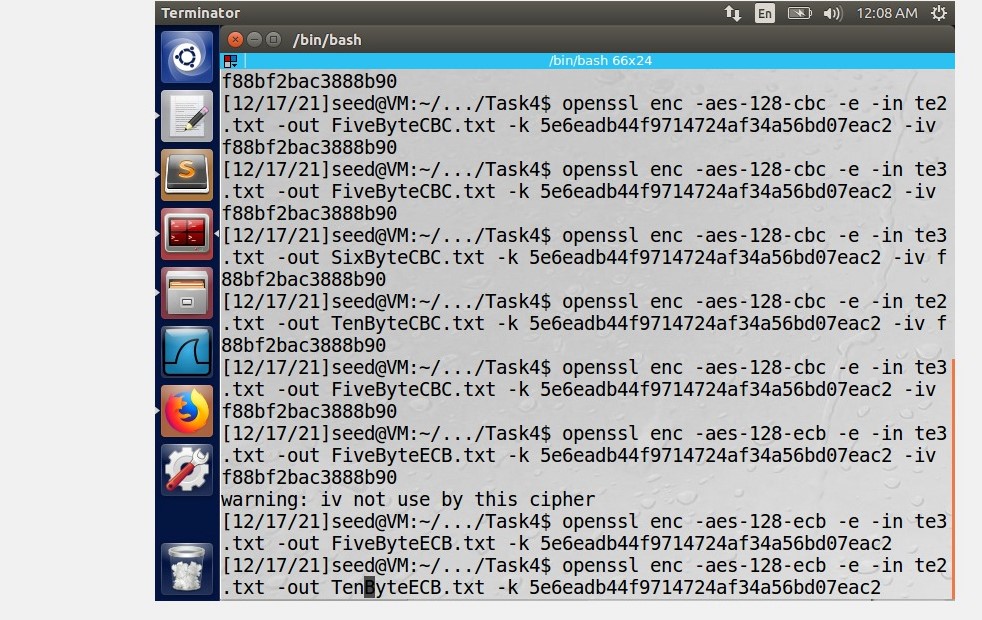 Terminator
En
12:08 AM
/bin/bash
/bin/bash 66x24
f88bf2bac3888b90
[12/17/21]seed@VM:~/.../Task4$ openssl enc -aes-128-cbc -e -in te2
.txt -out FiveByteCBC.txt -k 5e6eadb44f9714724af34a56bd07eac2 -iv
f88bf2bac3888b90
[12/17/21]seed@VM:~/.../Task4$ openssl enc -aes-128-cbc -e -in te3
.txt -out FiveByteCBC.txt -k 5e6eadb44f9714724af34a56bd07eac2 -iv
f88bf2bac3888b90
[12/17/21]seed@VM:~/.../Task4$ openssl enc -aes-128-cbc -e -in te3
.txt -out SixByteCBC.txt -k 5e6eadb44f9714724af34a56bd07eac2 -iv f
88bf2bac3888b90
[12/17/21]seed@VM:~/.../Task4$ openssl enc -aes-128-cbc -e -in te2
.txt -out TenByteCBC.txt -k 5e6eadb44f9714724af34a56bd07eac2 -iv f
88bf2bac3888b90
[12/17/21]seed@VM:~/.../Task4$ openssl enc -aes-128-cbc -e -in te3
.txt -out FiveByteCBC.txt -k 5e6eadb44f9714724af34a56bd07eac2 -iv
f88bf2bac3888b90
[12/17/21]seed@VM:~/.../Task4$ openssl enc -aes-128-ecb -e -in te3
.txt -out FiveByteECB.txt -k 5e6eadb44f9714724af34a56bd07eac2 -iv
f88bf2bac3888b90
warning: iv not use by this cipher
[12/17/21]seed@VM:~/.../Task4$ openssl enc -aes-128-ecb -e -in te3
.txt -out FiveByteECB.txt -k 5e6eadb44f9714724af34a56bd07eac2
[12/17/21]seed@VM:~/.../Task4$ openssl enc -aes-128-ecb -e -in te2
.txt -out TenByteECB.txt -k 5e6eadb44f9714724af34a56bd07eac2